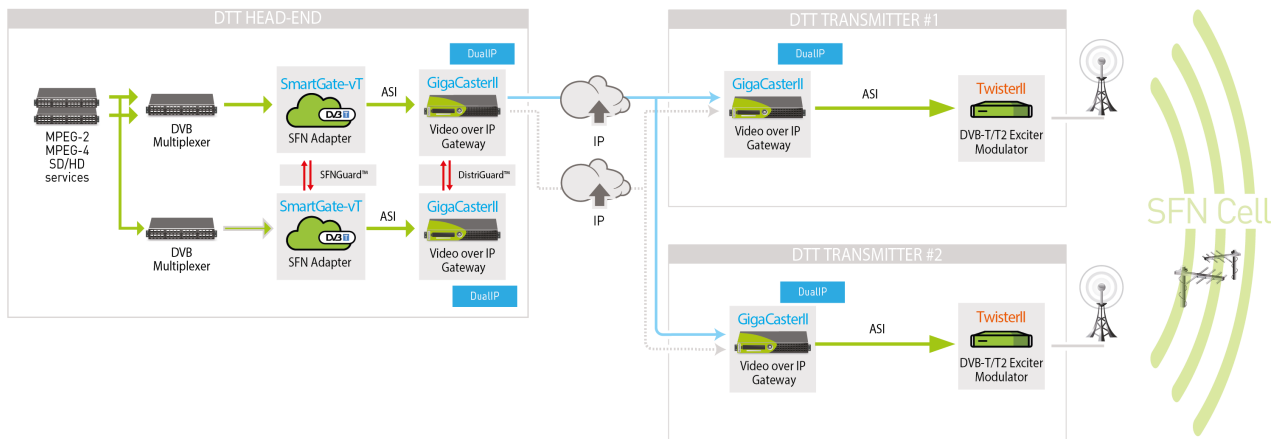 DTT HEAD-END
DualIP
MPEG-2
MPEG-4
SD/HD
services
DVB
Multiplexer
SmartGate-vT
DVB T
SFN Adapter
ASI
GigaCasterII
Video over IP
Gateway
SFNGuard™
DistriGuard™
DVB
Multiplexer
SmartGate-vT
DVB T
SFN Adapter
ASI
GigaCasterII
Video over IP
Gateway
DualIP
IP
IP
DTT TRANSMITTER #1
DualIP
GigaCasterII
Video over IP
Gateway
ASI
TwisterII
DVB-T/T2 Exciter
Modulator
DTT TRANSMITTER #2
DualIP
GigaCasterII
Video over IP
Gateway
ASI
TwisterII
DVB-T/T2 Exciter
Modulator
SFN Cell